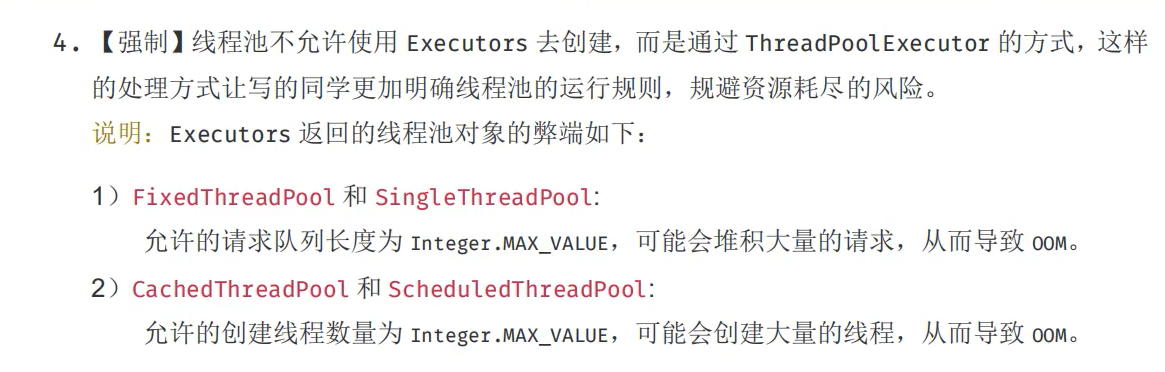 4. 【强制】线程池不允许使用 Executors 去创建，而是通过 ThreadPoolExecutor 的方式，这样
的处理方式让写的同学更加明确线程池的运行规则，规避资源耗尽的风险。
说明：Executors 返回的线程池对象的弊端如下：
1）FixedThreadPool 和 SingleThreadPool:
允许的请求队列长度为 Integer.MAX_VALUE，可能会堆积大量的请求，从而导致 OOM。
2）CachedThreadPool 和 ScheduledThreadPool:
允许的创建线程数量为 Integer.MAX_VALUE，可能会创建大量的线程，从而导致 OOM。